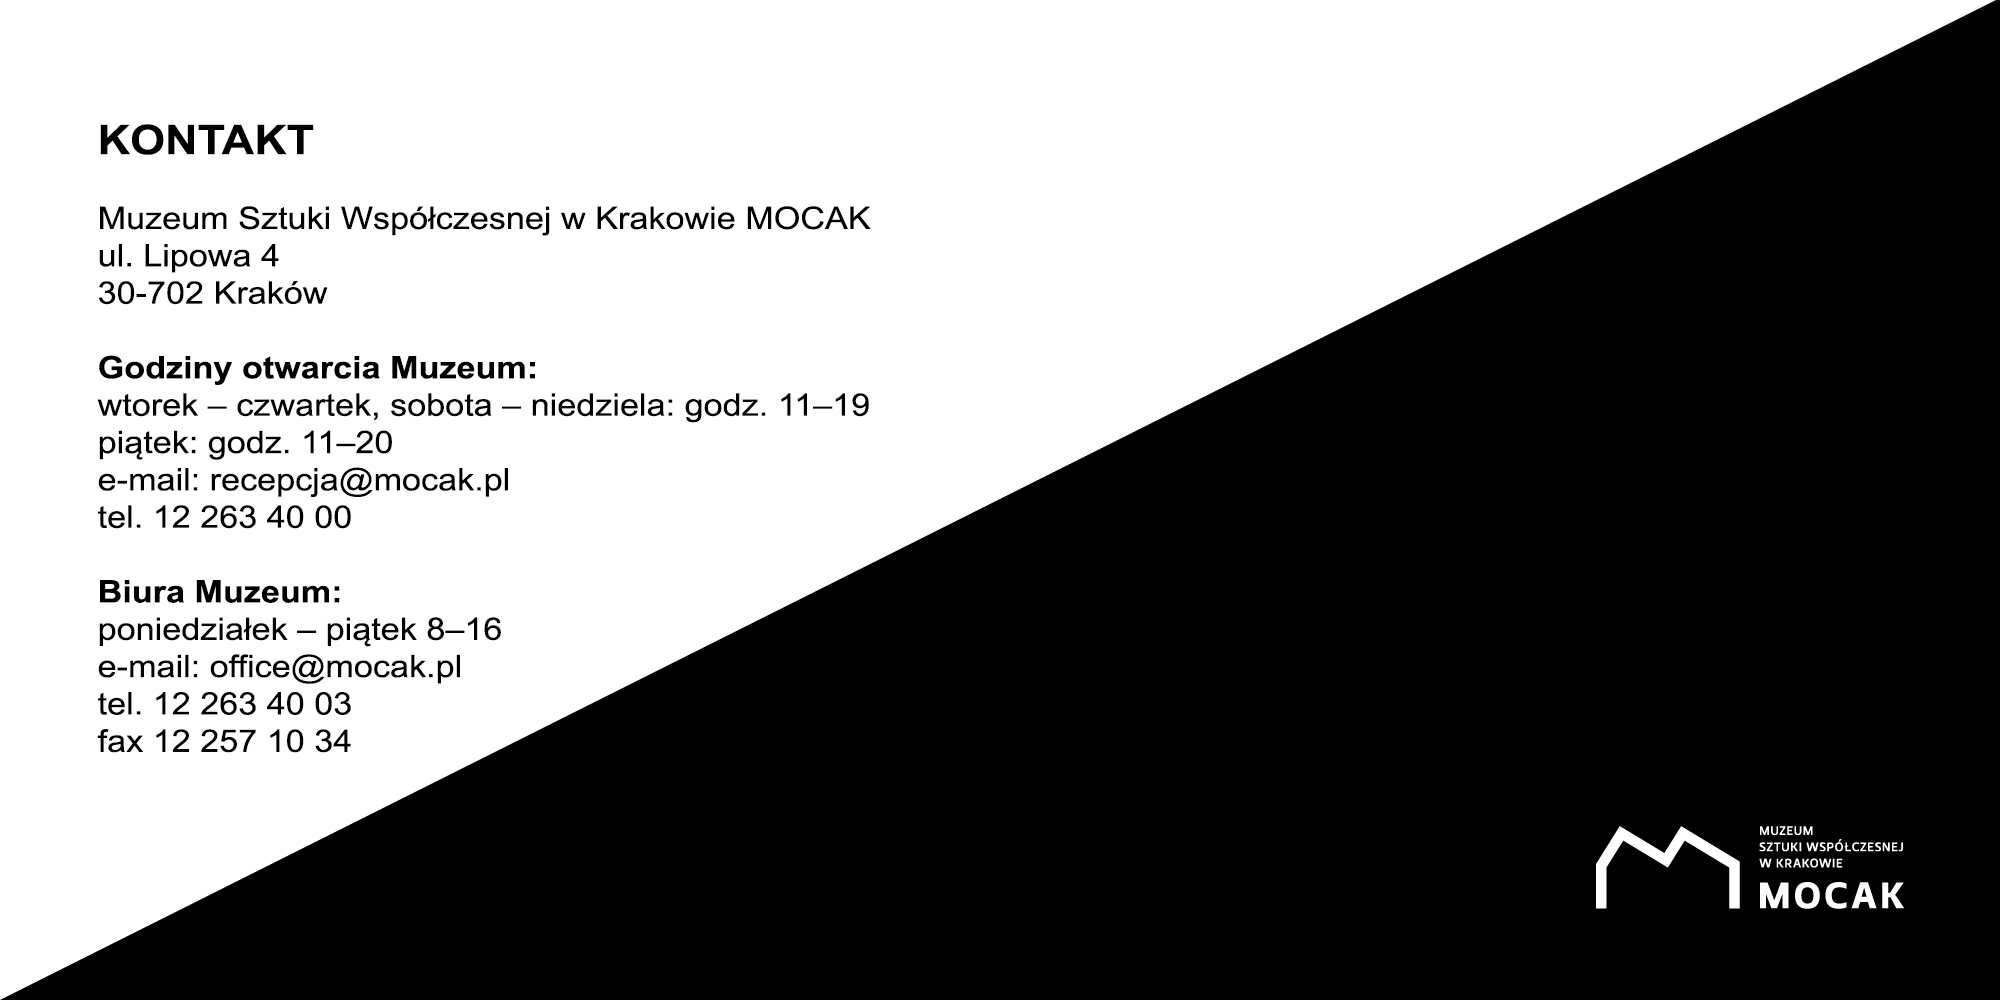 KONTAKT
Muzeum Sztuki Współczesnej w Krakowie MOCAK
ul. Lipowa 4
30-702 Kraków
Godziny otwarcia Muzeum:
wtorek – czwartek, sobota – niedziela: godz. 11–19
piątek: godz. 11–20
e-mail: recepcja@mocak.pl
tel. 12 263 40 00
Biura Muzeum:
poniedziałek – piątek 8–16
e-mail: office@mocak.pl
tel. 12 263 40 03
fax 12 257 10 34
MUZEUM
SZTUKI WSPÓŁCZESNEJ
W KRAKOWIE
MOCAK